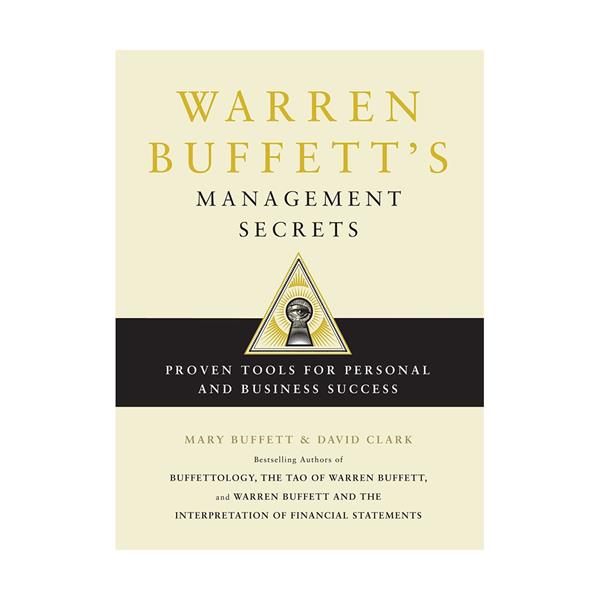 WARREN
BUFFETT'S
MANAGEMENT
SECRETS
PROVEN TOOLS FOR PERSONAL
AND BUSINESS SUCCESS
MARY BUFFETT & DAVID CLARK
Bestselling Authors of
BUFFETTOLOGY, THE TAO OF WARREN BUFFETT,
and WARREN BUFFETT AND THE
INTERPRETATION OF FINANCIAL STATEMENTS